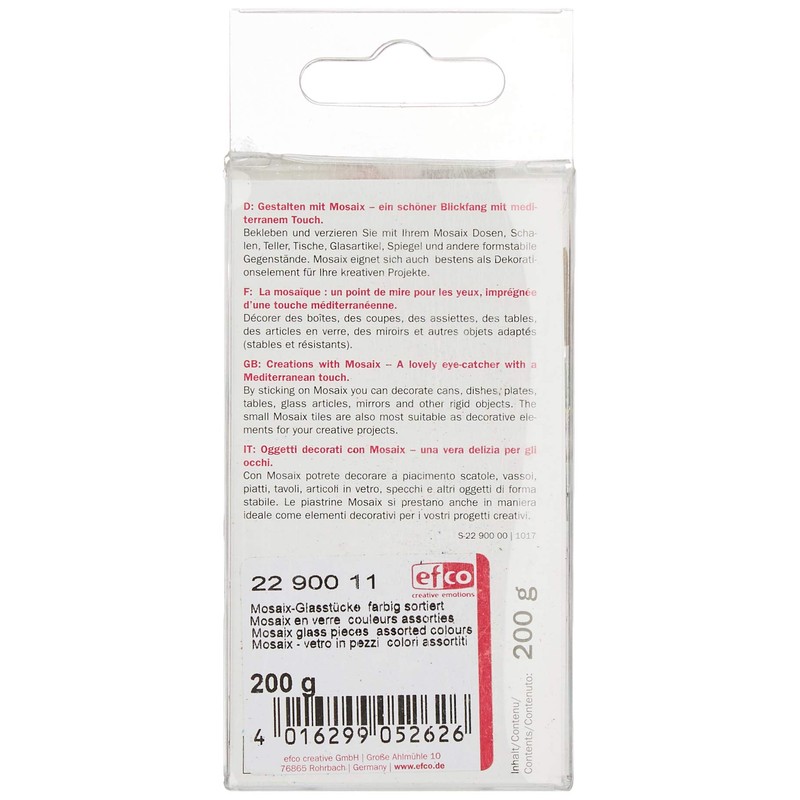 D: Gestalten mit Mosaix – ein schöner Blickfang mit medi-
terranem Touch.
Bekleben und verzieren Sie mit Ihrem Mosaix Dosen, Scha-
len, Teller, Tische, Glasartikel, Spiegel und andere formstabile
Gegenstände. Mosaix eignet sich auch bestens als Dekorati-
onselement für Ihre kreativen Projekte.
F: La mosaïque : un point de mire pour les yeux, imprégnée
d'une touche méditerranéenne.
Décorer des boîtes, des coupes, des assiettes, des tables,
des articles en verre, des miroirs et autres objets adaptés
(stables et résistants).
GB: Creations with Mosaix – A lovely eye-catcher with a
Mediterranean touch.
By sticking on Mosaix you can decorate cans, dishes, plates,
tables, glass articles, mirrors and other rigid objects. The
small Mosaix tiles are also most suitable as decorative ele-
ments for your creative projects.
IT: Oggetti decorati con Mosaix – una vera delizia per gli
occhi.
Con Mosaix potrete decorare a piacimento scatole, vassoi,
piatti, tavoli, articoli in vetro, specchi e altri oggetti di forma
stabile. Le piastrine Mosaix si prestano anche in maniera
ideale come elementi decorativi per i vostri progetti creativi.
S-22 900 00 | 1017
22 900 11
efco
creative emotions
Mosaix-Glasstücke farbig sortiert
Mosaix en verre couleurs assorties
Mosaix glass pieces assorted colours
Mosaix - vetro in pezzi colori assortiti
200 g
4 016299 052626
efco creative GmbH | Große Ahlmühle 10
76865 Rohrbach | Germany | www.efco.de
Inhalt/Contenu/
Contents/Contenuto: 200 g